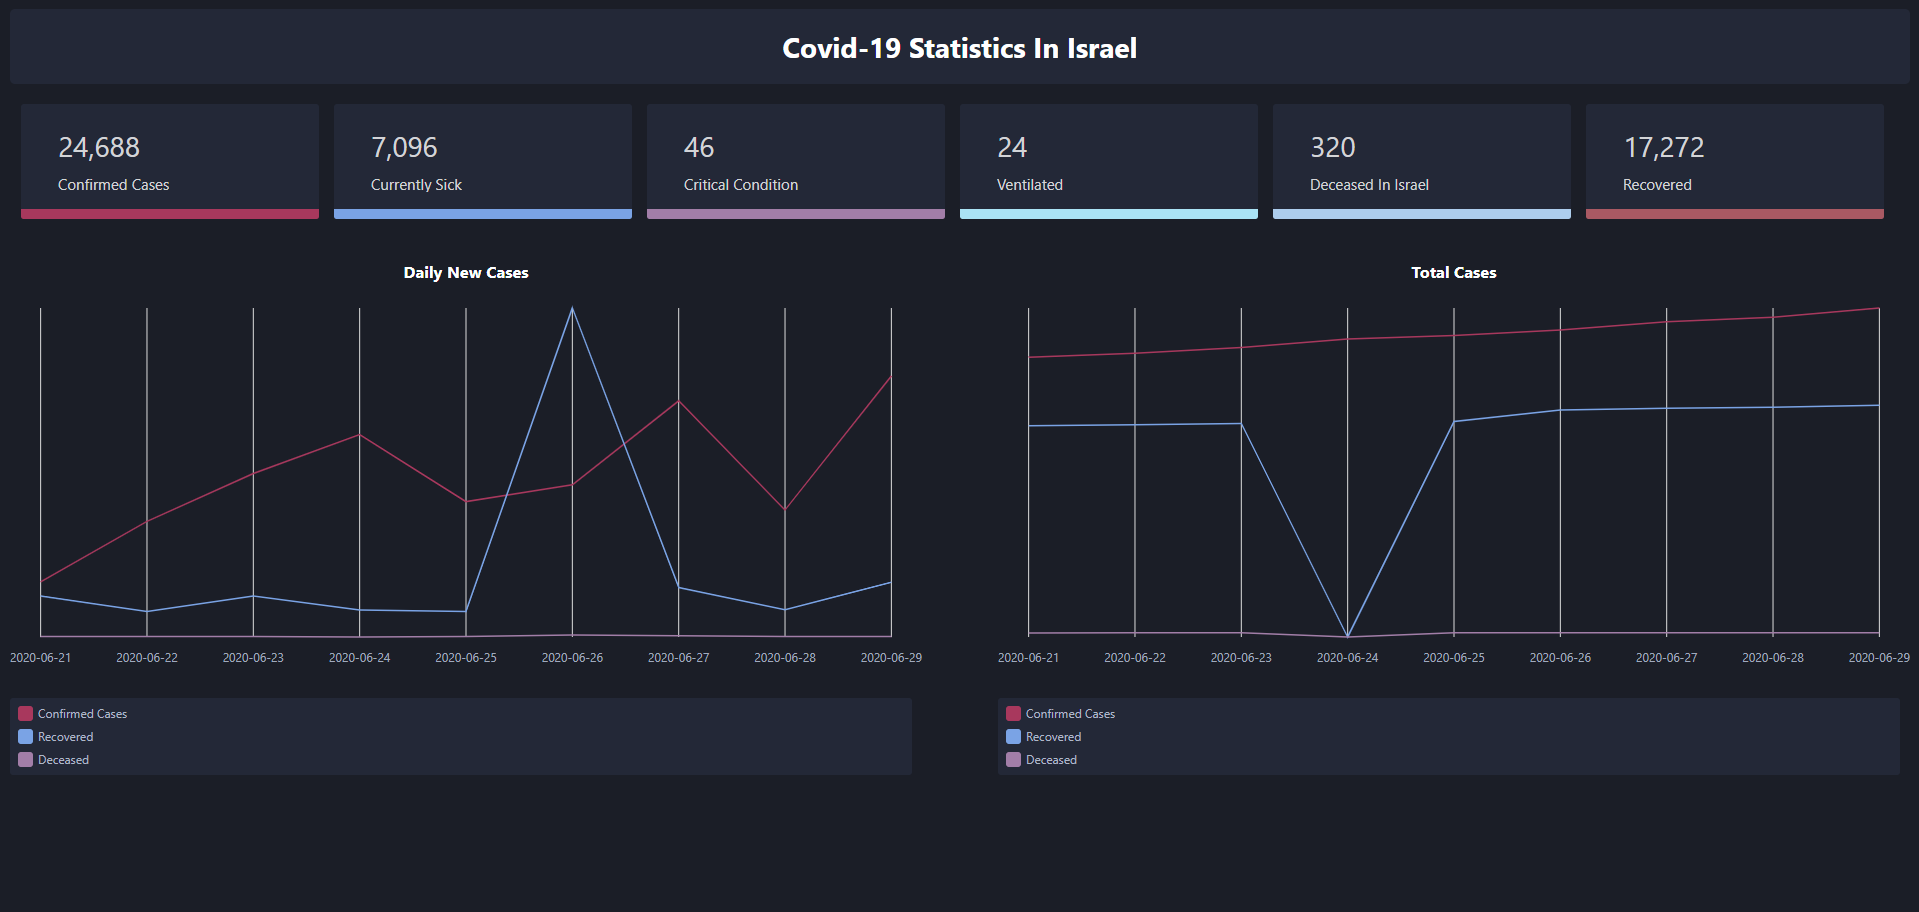 Covid-19 Statistics In Israel
24,688
Confirmed Cases
7,096
Currently Sick
46
Critical Condition
24
Ventilated
320
Deceased In Israel
17,272
Recovered
Daily New Cases
2020-06-21 2020-06-22 2020-06-23 2020-06-24 2020-06-25 2020-06-26 2020-06-27 2020-06-28 2020-06-29
Confirmed Cases
Recovered
Deceased
Total Cases
2020-06-21 2020-06-22 2020-06-23 2020-06-24 2020-06-25 2020-06-26 2020-06-27 2020-06-28 2020-06-29
Confirmed Cases
Recovered
Deceased